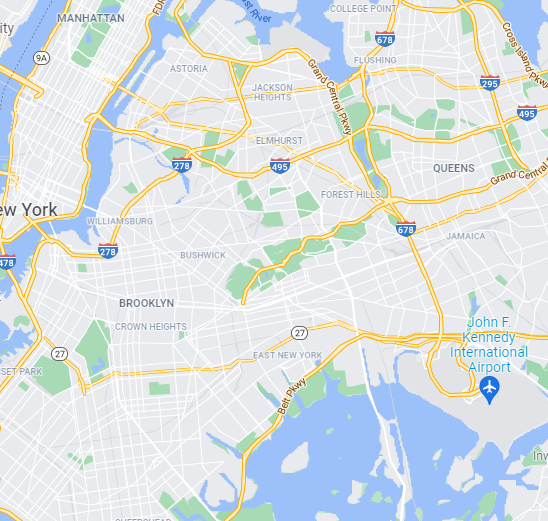 COLLEGE POINT
MANHATTAN
FDR
East River
City
9A
678
Cross Island Pkwy
FLUSHING
ASTORIA
Grand Central Pkwy
295
JACKSON
HEIGHTS
495
ELMHURST
278
495
QUEENS
Grand Central
FOREST HILLS
ew York
WILLIAMSBURG
678
JAMAICA
278
BUSHWICK
478
BROOKLYN
CROWN HEIGHTS
27
John F.
Kennedy
International
Airport
27
EAST NEW YORK
SET PARK
Belt Pkwy
Inw
SHEEPSHEAD